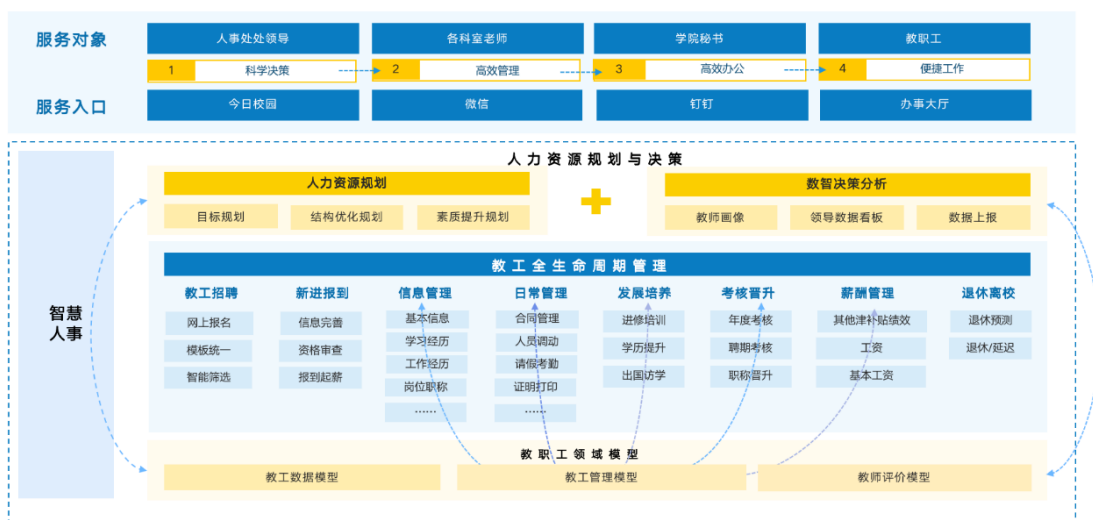 服务对象
人事处处领导
各科室老师
学院秘书
教职工
1 科学决策
2 高效管理
3 高效办公
4 便捷工作
服务入口
今日校园
微信
钉钉
办事大厅
智慧
人事
人力资源规划与决策
人力资源规划
数智决策分析
目标规划
结构优化规划
素质提升规划
教师画像
领导数据看板
数据上报
教工全生命周期管理
教工招聘
网上报名
模板统一
智能筛选
新进报到
信息完善
资格审查
报到起薪
信息管理
基本信息
学习经历
工作经历
岗位职称
……
日常管理
合同管理
人员调动
请假考勤
证明打印
……
发展培养
进修培训
学历提升
出国访学
考核晋升
年度考核
聘期考核
职称晋升
薪酬管理
其他津补贴绩效
工资
基本工资
退休离校
退休预测
退休/延迟
教职工领域模型
教工数据模型
教工管理模型
教师评价模型